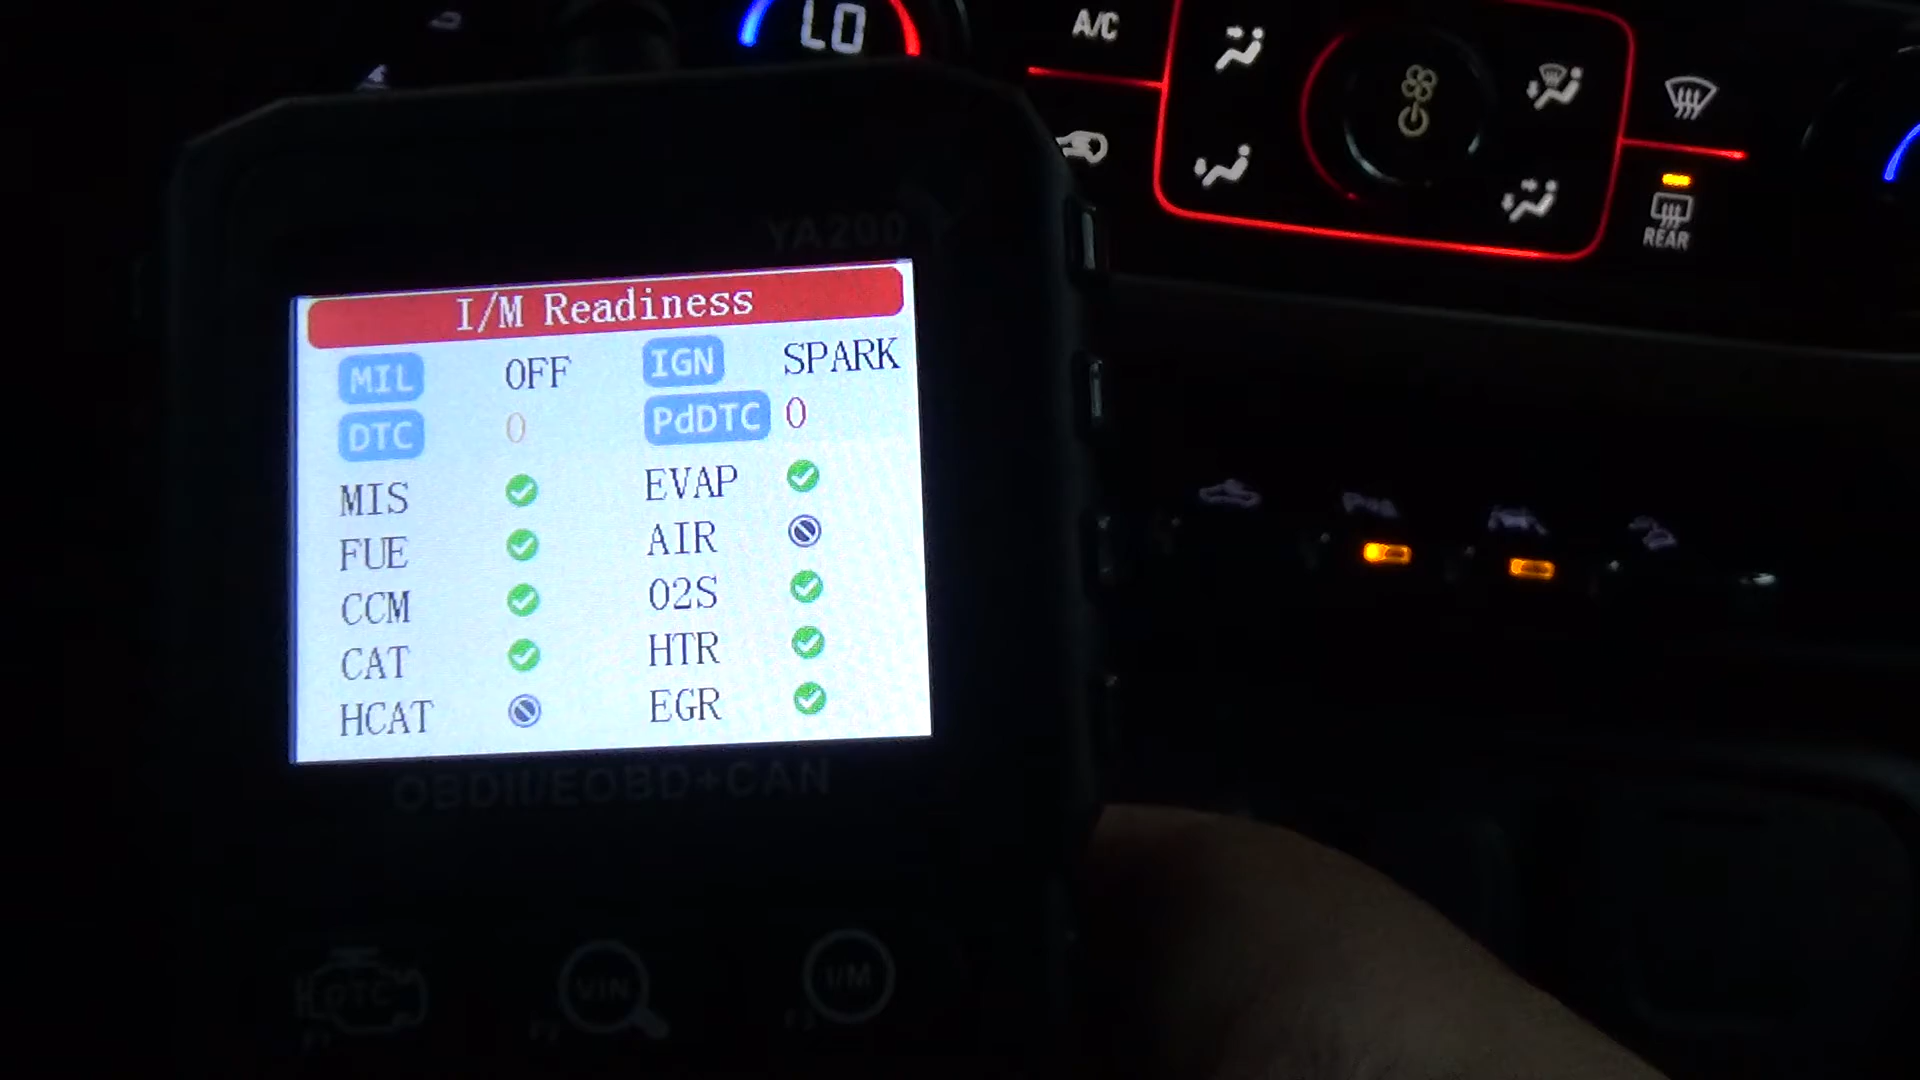 LO
A/C
REAR
YA200
I/M Readiness
MIL OFF IGN SPARK
DTC 0 PdDTC 0
MIS EVAP
FUE AIR
CCM O2S
CAT HTR
HCAT EGR
OBDII/EOBD+CAN
DTC VIN I/M